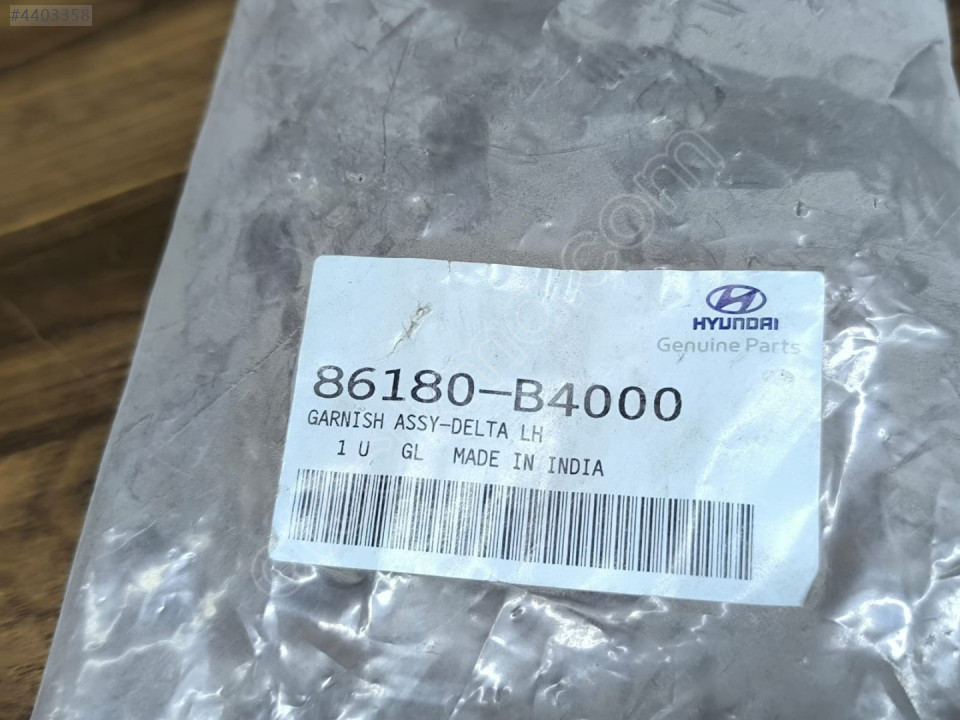 #4403358
HYUNDAI
Genuine Parts
86180-B4000
GARNISH ASSY-DELTA LH
1 U GL MADE IN INDIA